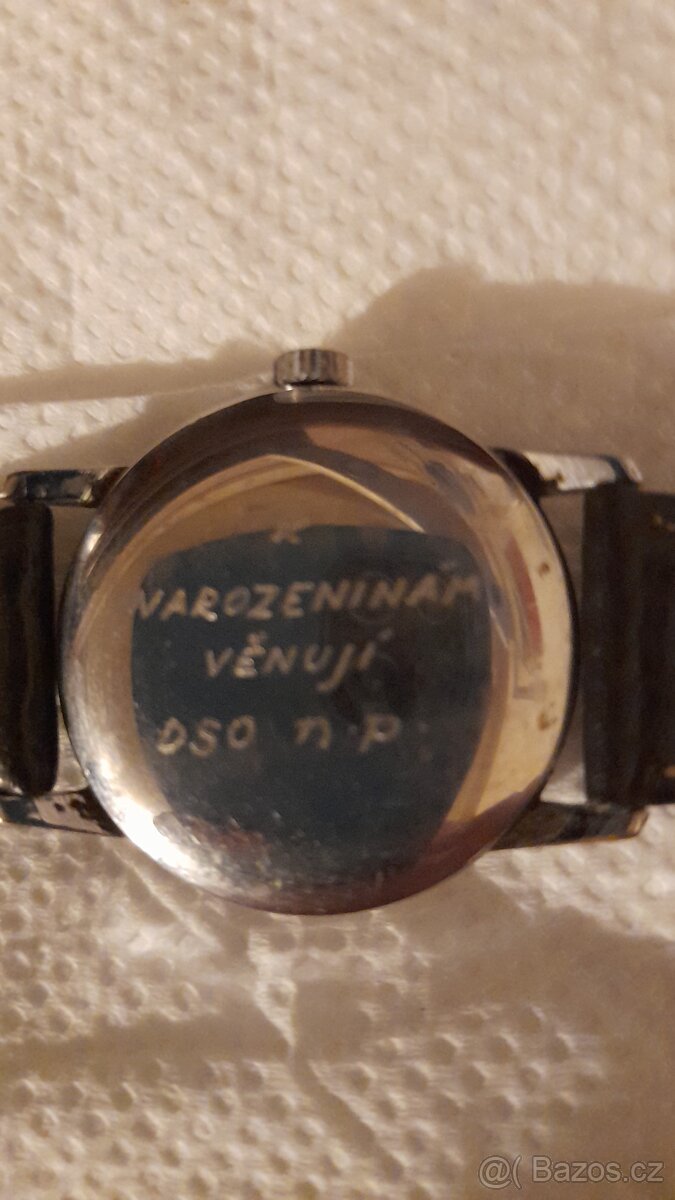 K
NAROZENINÁM
VĚNUJÍ
DSO n.p.
@( Bazos.cz